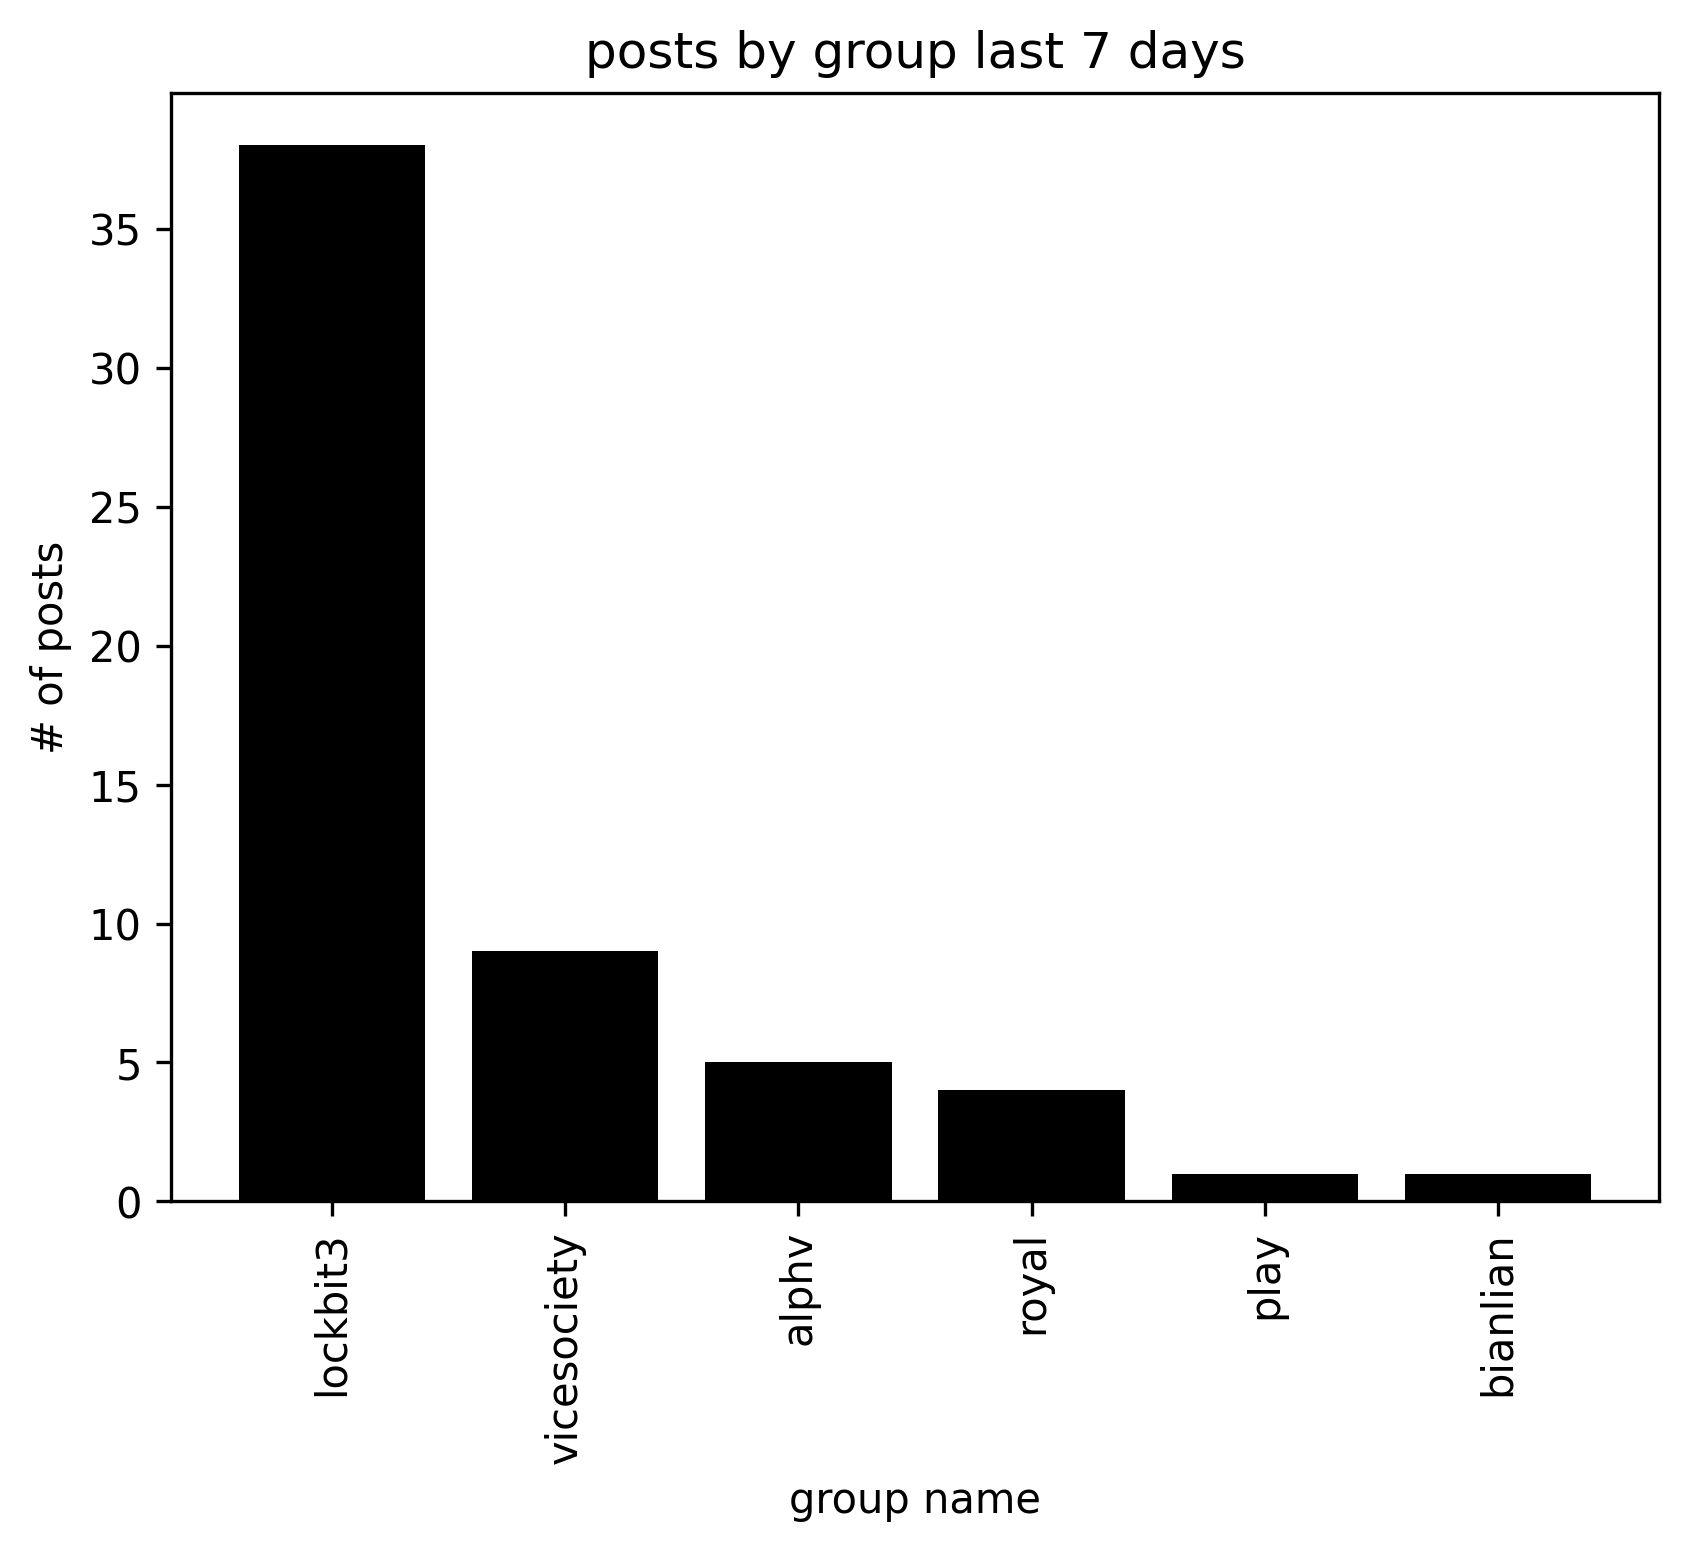 posts by group last 7 days
# of posts
35
30
25
20
15
10
5
0
lockbit3
vicesociety
alphv
royal
play
bianlian
group name